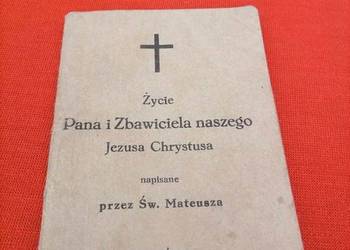 Życie
Pana i Zbawiciela naszego
Jezusa Chrystusa
napisane
przez Św. Mateusza